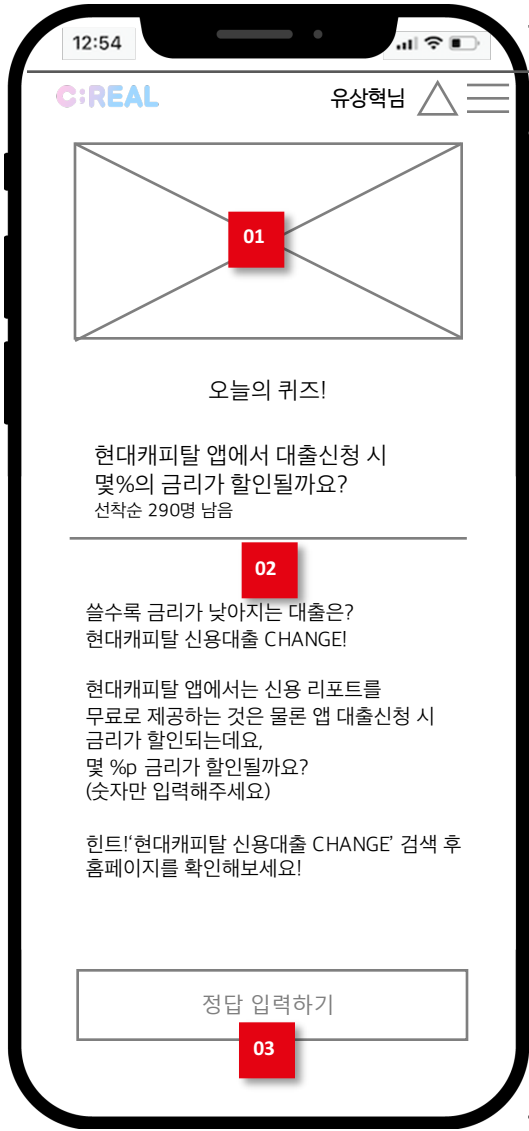 12:54
C:REAL
유상혁님
01
오늘의 퀴즈!
현대캐피탈 앱에서 대출신청 시
몇%의 금리가 할인될까요?
선착순 290명 남음
02
쓸수록 금리가 낮아지는 대출은?
현대캐피탈 신용대출 CHANGE!
현대캐피탈 앱에서는 신용 리포트를
무료로 제공하는 것은 물론 앱 대출신청 시
금리가 할인되는데요,
몇 %p 금리가 할인될까요?
(숫자만 입력해주세요)
힌트!‘현대캐피탈 신용대출 CHANGE’ 검색 후
홈페이지를 확인해보세요!
정답 입력하기
03